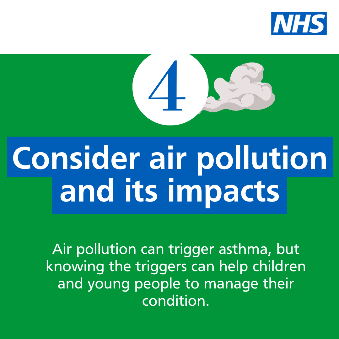 NHS
4
Consider air pollution
and its impacts
Air pollution can trigger asthma, but
knowing the triggers can help children
and young people to manage their
condition.